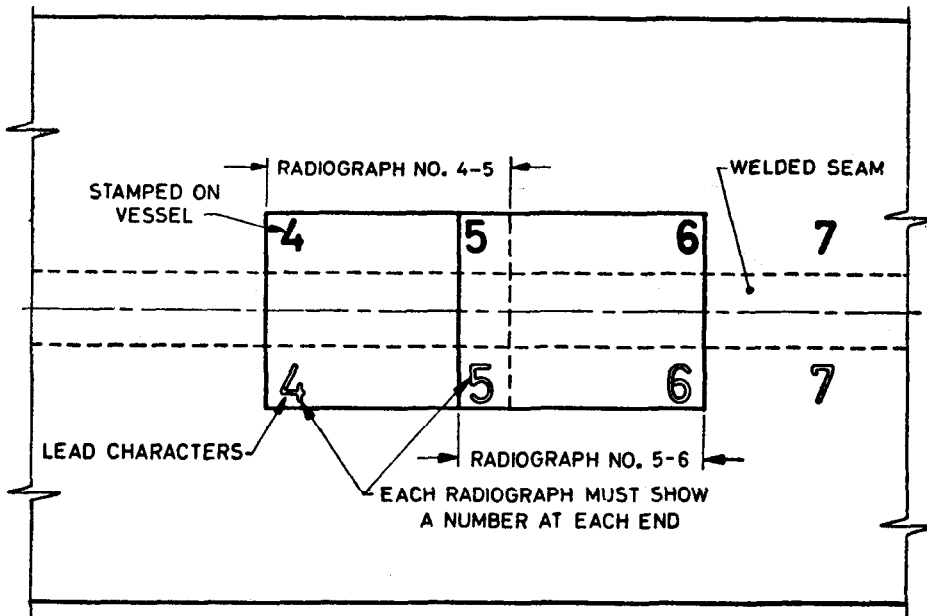 RADIOGRAPH NO. 4-5
WELDED SEAM
STAMPED ON
VESSEL
4 5 6 7
4 5 6 7
LEAD CHARACTERS
RADIOGRAPH NO. 5-6
EACH RADIOGRAPH MUST SHOW
A NUMBER AT EACH END